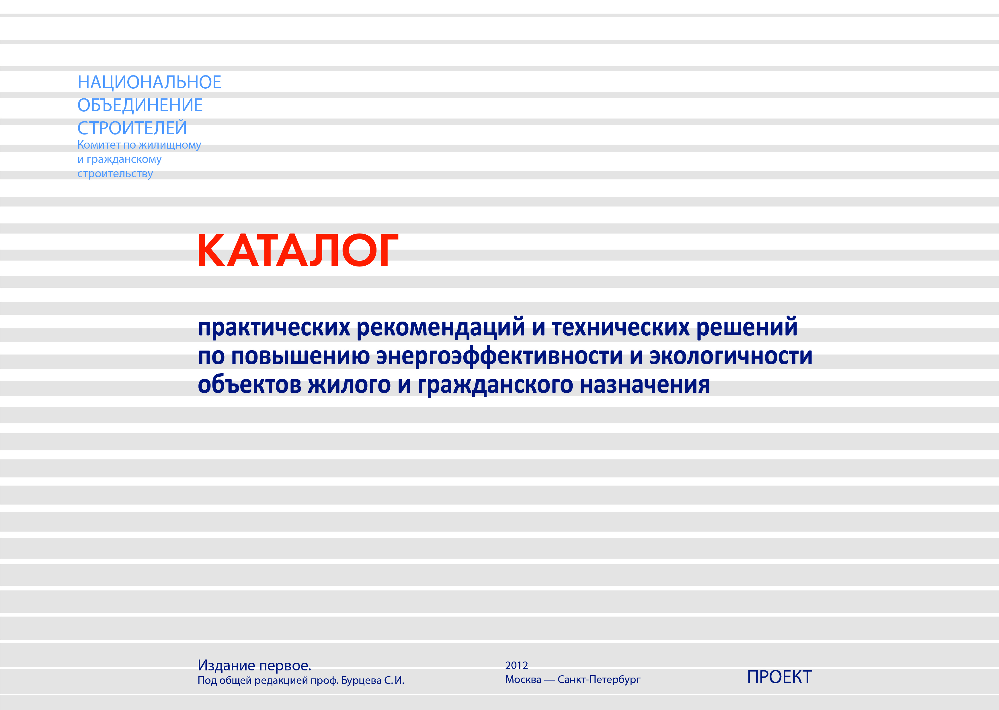 НАЦИОНАЛЬНОЕ
ОБЪЕДИНЕНИЕ
СТРОИТЕЛЕЙ
Комитет по жилищному
и гражданскому
строительству
КАТАЛОГ
практических рекомендаций и технических решений
по повышению энергоэффективности и экологичности
объектов жилого и гражданского назначения
Издание первое.
Под общей редакцией проф. Бурцева С. И.
2012
Москва — Санкт-Петербург
ПРОЕКТ